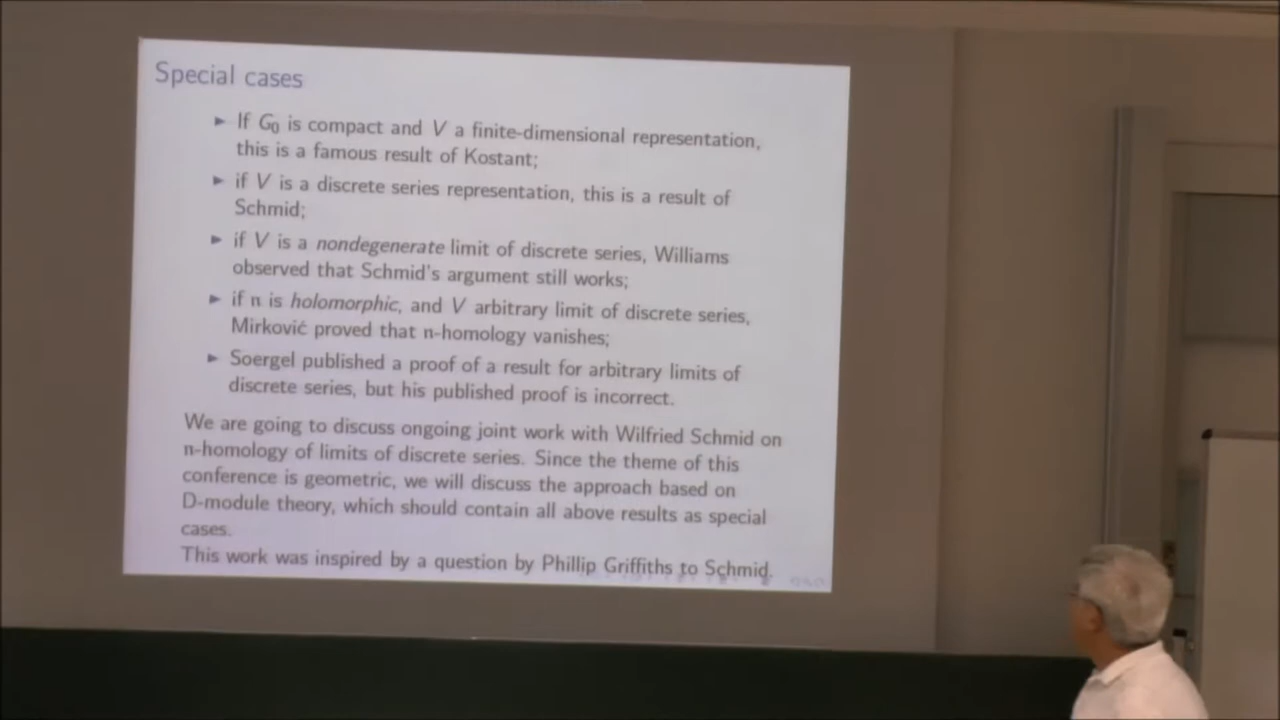 Special cases
► If G₀ is compact and V a finite-dimensional representation,
this is a famous result of Kostant;
► if V is a discrete series representation, this is a result of
Schmid;
► if V is a nondegenerate limit of discrete series, Williams
observed that Schmid's argument still works;
► if 𝔫 is holomorphic, and V arbitrary limit of discrete series,
Mirković proved that 𝔫-homology vanishes;
► Soergel published a proof of a result for arbitrary limits of
discrete series, but his published proof is incorrect.
We are going to discuss ongoing joint work with Wilfried Schmid on
𝔫-homology of limits of discrete series. Since the theme of this
conference is geometric, we will discuss the approach based on
D-module theory, which should contain all above results as special
cases.
This work was inspired by a question by Phillip Griffiths to Schmid.